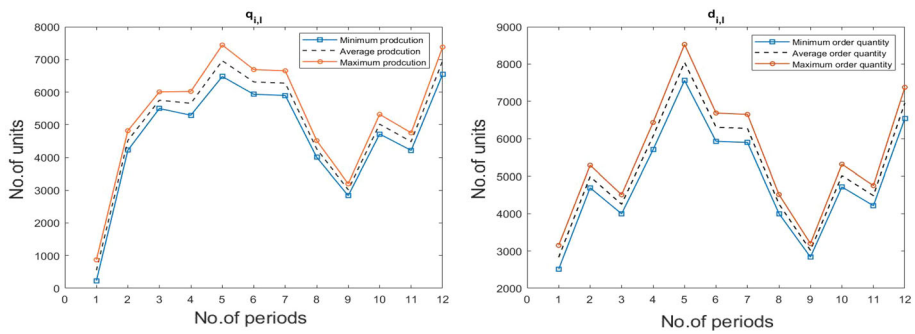 q_{i,l}
No.of units
8000
7000
6000
5000
4000
3000
2000
1000
0
Minimum prodcution
Average prodcution
Maximum prodcution
0 1 2 3 4 5 6 7 8 9 10 11 12
No.of periods
d_{i,l}
No.of units
9000
8000
7000
6000
5000
4000
3000
2000
Minimum order quantity
Average order quantity
Maximum order quantity
0 1 2 3 4 5 6 7 8 9 10 11 12
No.of periods